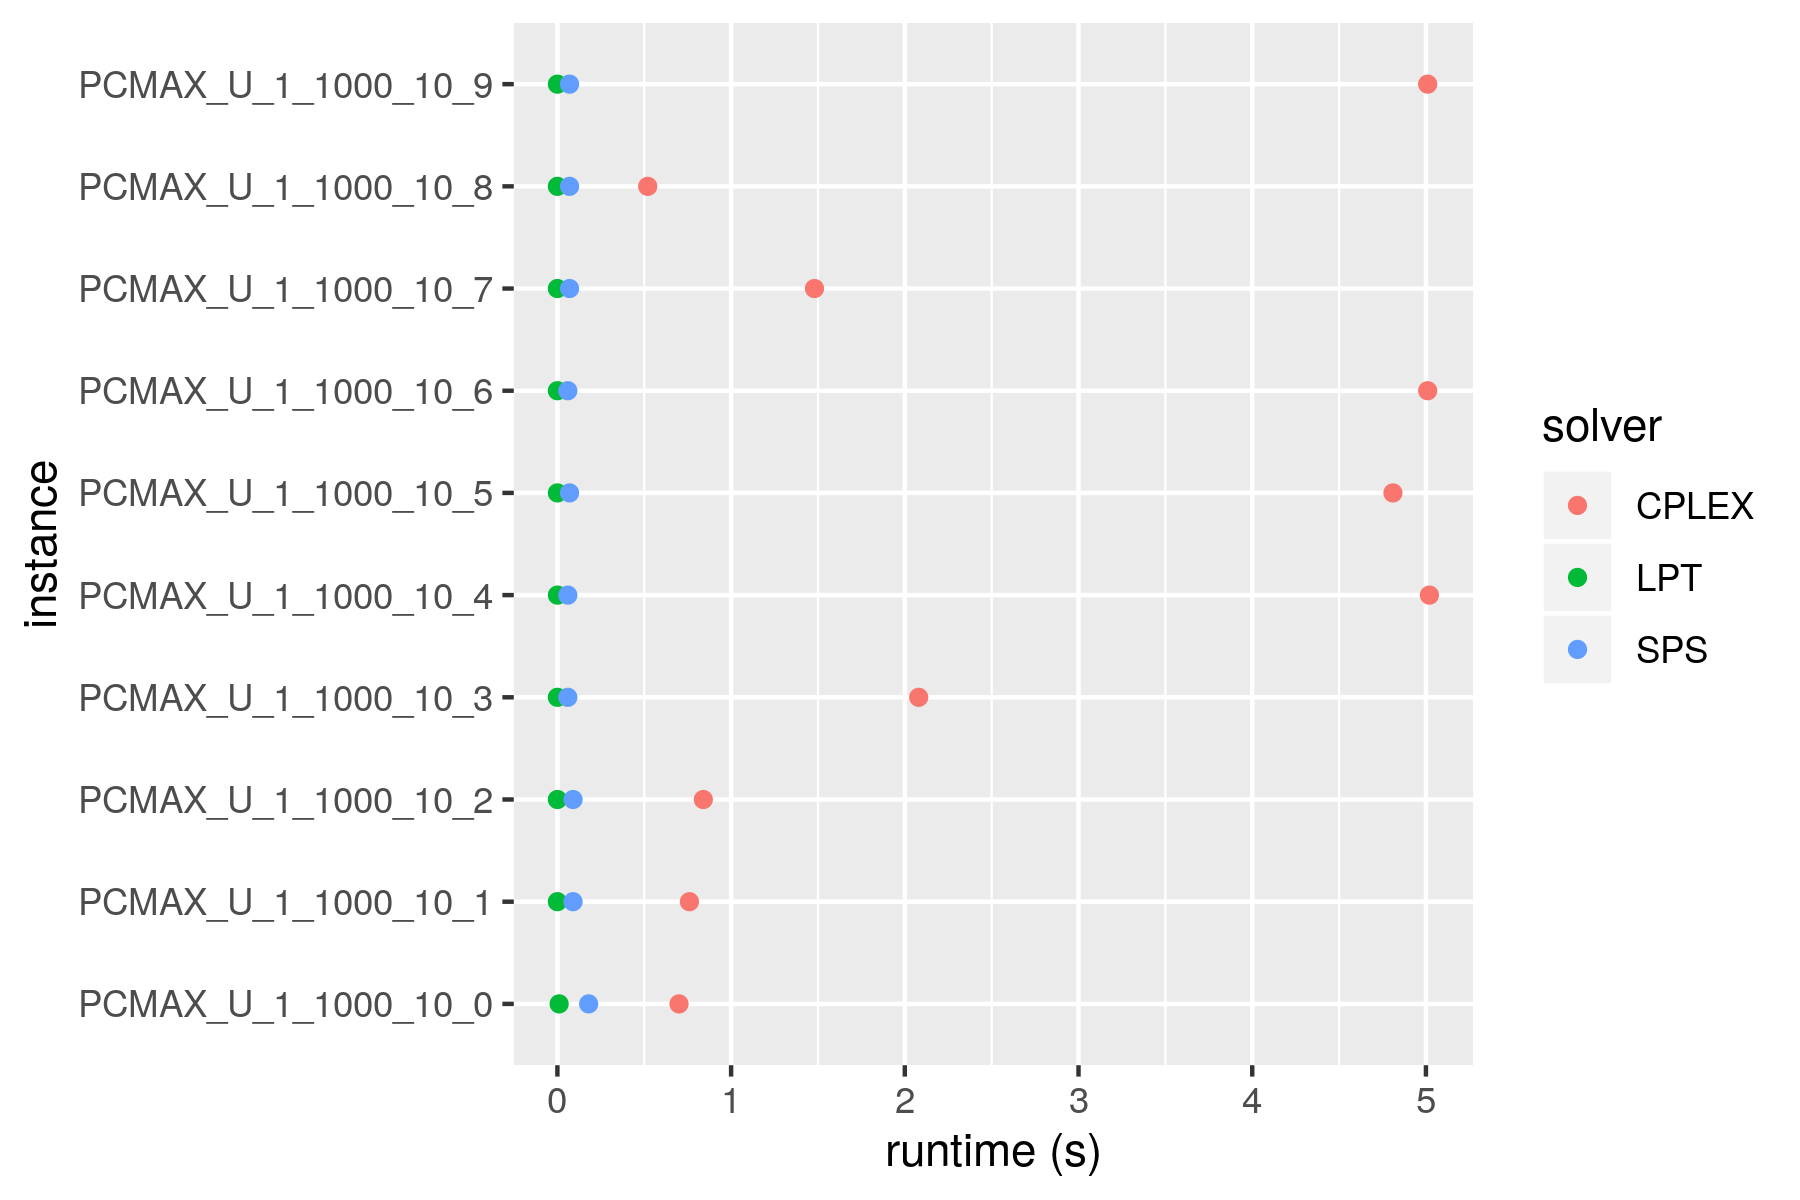 PCMAX_U_1_1000_10_9
PCMAX_U_1_1000_10_8
PCMAX_U_1_1000_10_7
PCMAX_U_1_1000_10_6
PCMAX_U_1_1000_10_5
PCMAX_U_1_1000_10_4
PCMAX_U_1_1000_10_3
PCMAX_U_1_1000_10_2
PCMAX_U_1_1000_10_1
PCMAX_U_1_1000_10_0
instance
0 1 2 3 4 5
runtime (s)
solver
CPLEX
LPT
SPS